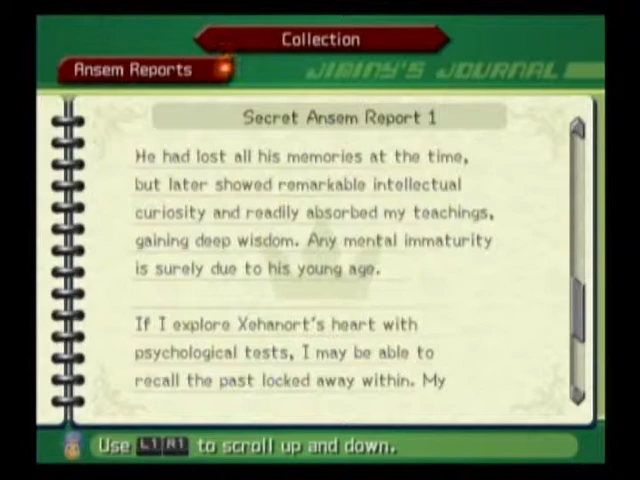 Collection
Ansem Reports
JIMINY'S JOURNAL
Secret Ansem Report 1
He had lost all his memories at the time,
but later showed remarkable intellectual
curiosity and readily absorbed my teachings,
gaining deep wisdom. Any mental immaturity
is surely due to his young age.
If I explore Xehanort's heart with
psychological tests, I may be able to
recall the past locked away within. My
Use L1 R1 to scroll up and down.